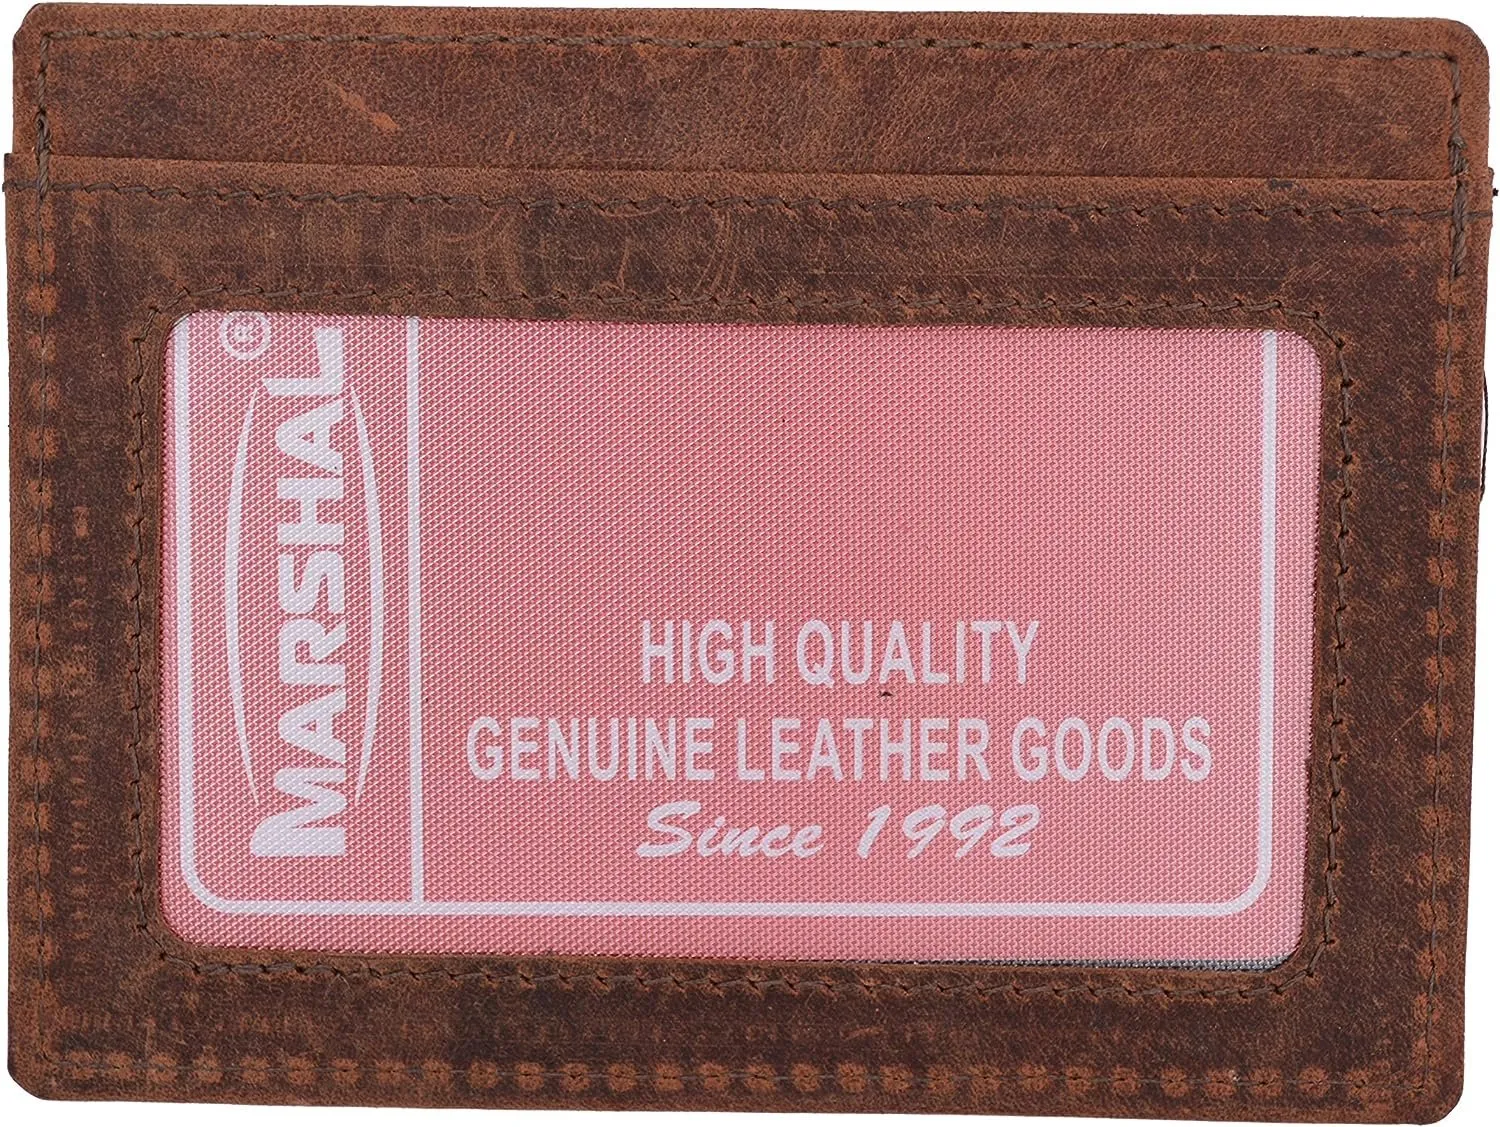 MARSHAL®
HIGH QUALITY
GENUINE LEATHER GOODS
Since 1992